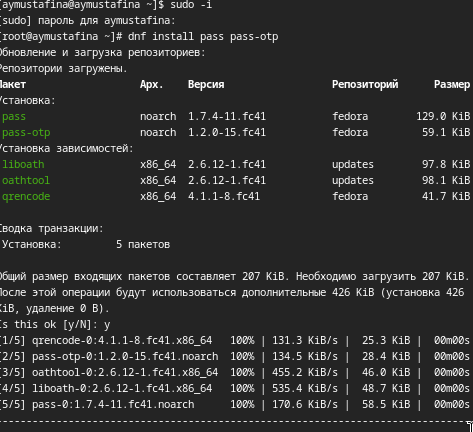 [aymustafina@aymustafina ~]$ sudo -i
[sudo] пароль для aymustafina:
[root@aymustafina ~]# dnf install pass pass-otp
Обновление и загрузка репозиториев:
Репозитории загружены.
Пакет Арх. Версия Репозиторий Размер
Установка:
pass noarch 1.7.4-11.fc41 fedora 129.0 KiB
pass-otp noarch 1.2.0-15.fc41 fedora 59.1 KiB
Установка зависимостей:
liboath x86_64 2.6.12-1.fc41 updates 97.8 KiB
oathtool x86_64 2.6.12-1.fc41 updates 98.1 KiB
qrencode x86_64 4.1.1-8.fc41 fedora 41.7 KiB
Сводка транзакции:
Установка: 5 пакетов
Общий размер входящих пакетов составляет 207 KiB. Необходимо загрузить 207 KiB.
После этой операции будут использоваться дополнительные 426 KiB (установка 426
KiB, удаление 0 B).
Is this ok [y/N]: y
[1/5] qrencode-0:4.1.1-8.fc41.x86_64 100% | 131.3 KiB/s | 25.3 KiB | 00m00s
[2/5] pass-otp-0:1.2.0-15.fc41.noarch 100% | 134.5 KiB/s | 28.4 KiB | 00m00s
[3/5] oathtool-0:2.6.12-1.fc41.x86_64 100% | 455.2 KiB/s | 46.0 KiB | 00m00s
[4/5] liboath-0:2.6.12-1.fc41.x86_64 100% | 535.4 KiB/s | 48.7 KiB | 00m00s
[5/5] pass-0:1.7.4-11.fc41.noarch 100% | 170.6 KiB/s | 58.5 KiB | 00m00s
--------------------------------------------------------------------------------